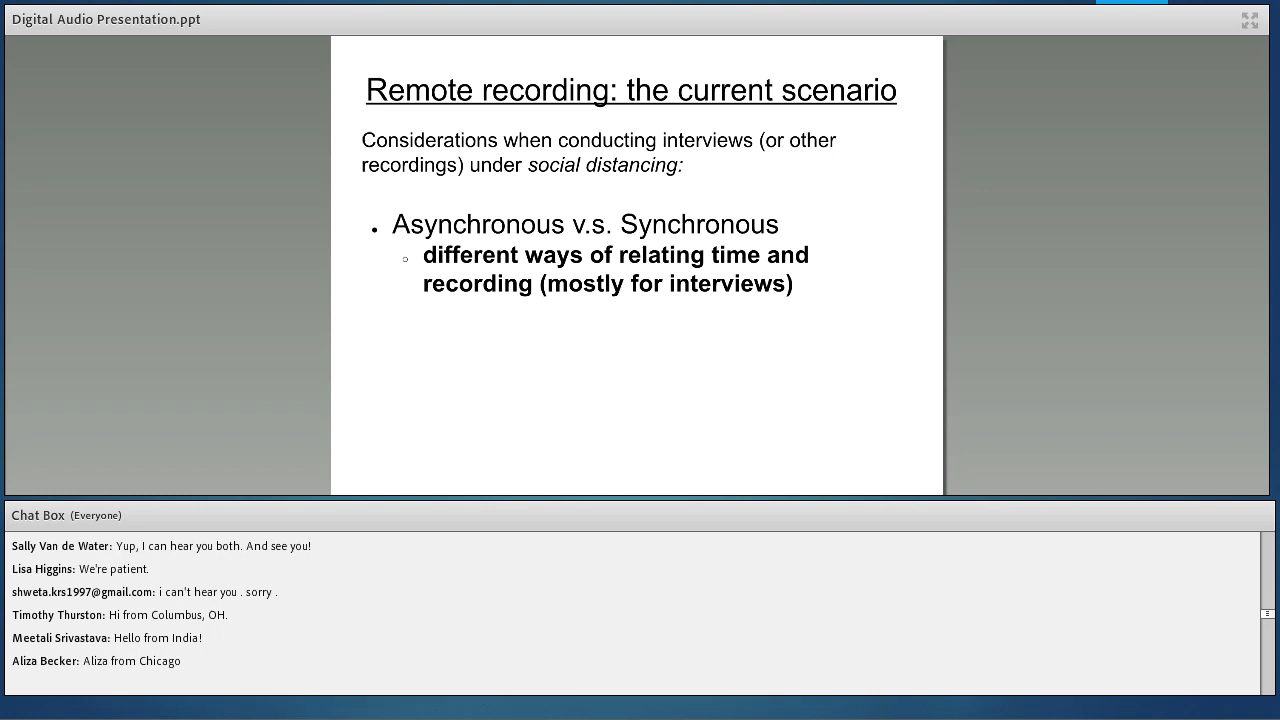 Digital Audio Presentation.ppt
Remote recording: the current scenario
Considerations when conducting interviews (or other
recordings) under social distancing:
• Asynchronous v.s. Synchronous
○ different ways of relating time and
recording (mostly for interviews)
Chat Box (Everyone)
Sally Van de Water: Yup, I can hear you both. And see you!
Lisa Higgins: We're patient.
shweta.krs1997@gmail.com: i can't hear you . sorry .
Timothy Thurston: Hi from Columbus, OH.
Meetali Srivastava: Hello from India!
Aliza Becker: Aliza from Chicago